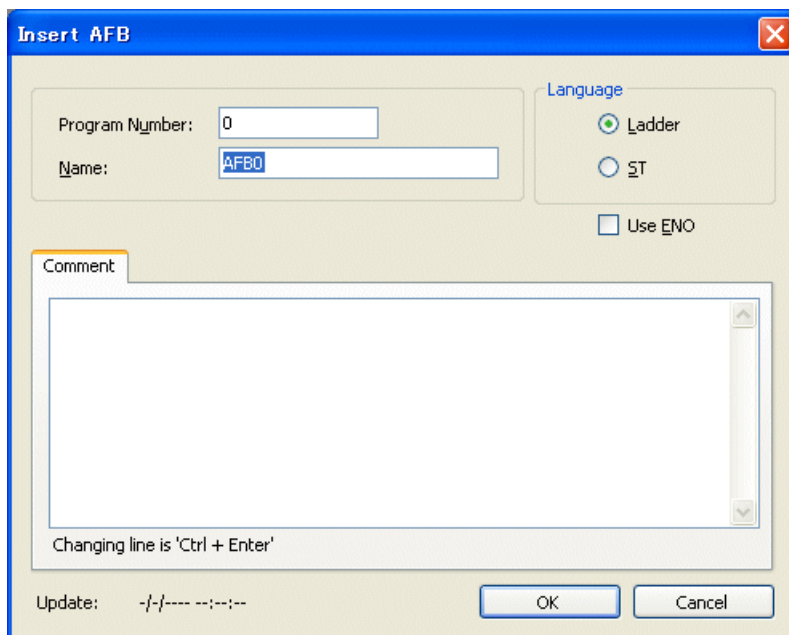 Insert AFB
Program Number:
0
Name:
AFB0
Language
Ladder
ST
Use ENO
Comment
Changing line is 'Ctrl + Enter'
Update: -/-/---- --:--:--
OK
Cancel